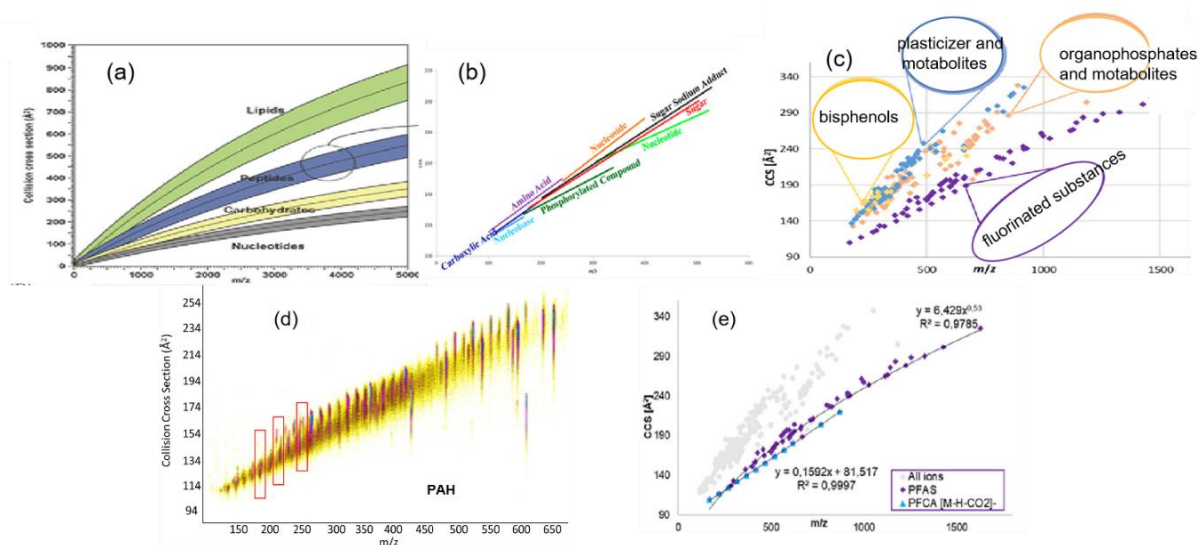 (a)
1000
900
800
700
600
500
400
300
200
100
0
Collision cross section (Å²)
Lipids
Peptides
Carbohydrates
Nucleotides
0 1000 2000 3000 4000 5000
m/z
(b)
Carboxylic Acid
Nucleobase
Amino Acid
Phosphorylated Compound
Nucleotide
Sugar Sodium Adduct
Sugar
m/z
(c)
bisphenols
plasticizer and
motabolites
organophosphates
and motabolites
fluorinated substances
CCS [Å²]
340
290
240
190
140
90
0 500 1000 1500
m/z
(d)
Collision Cross Section (Å²)
254
234
214
194
174
154
134
114
94
PAH
150 200 250 300 350 400 450 500 550 600 650
m/z
(e)
y = 6,429x^0,53
R² = 0,9785
CCS [Å²]
340
290
240
190
140
90
y = 0,1592x + 81,517
R² = 0,9997
All ions
PFAS
PFCA [M-H-CO2]-
0 500 1000 1500
m/z